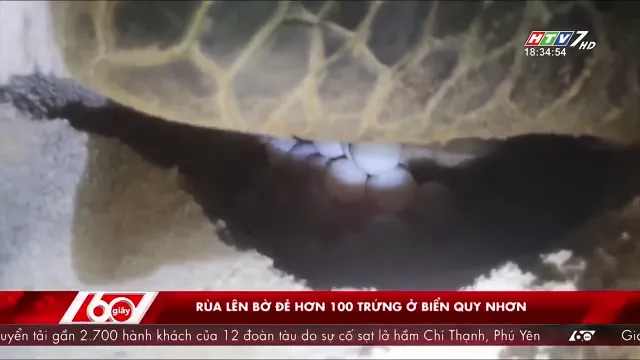 HTV7 HD
18:34:54
60 giây
RÙA LÊN BỜ ĐẺ HƠN 100 TRỨNG Ở BIỂN QUY NHƠN
uyển tải gần 2.700 hành khách của 12 đoàn tàu do sự cố sạt lở hầm Chí Thạnh, Phú Yên 60 Gi